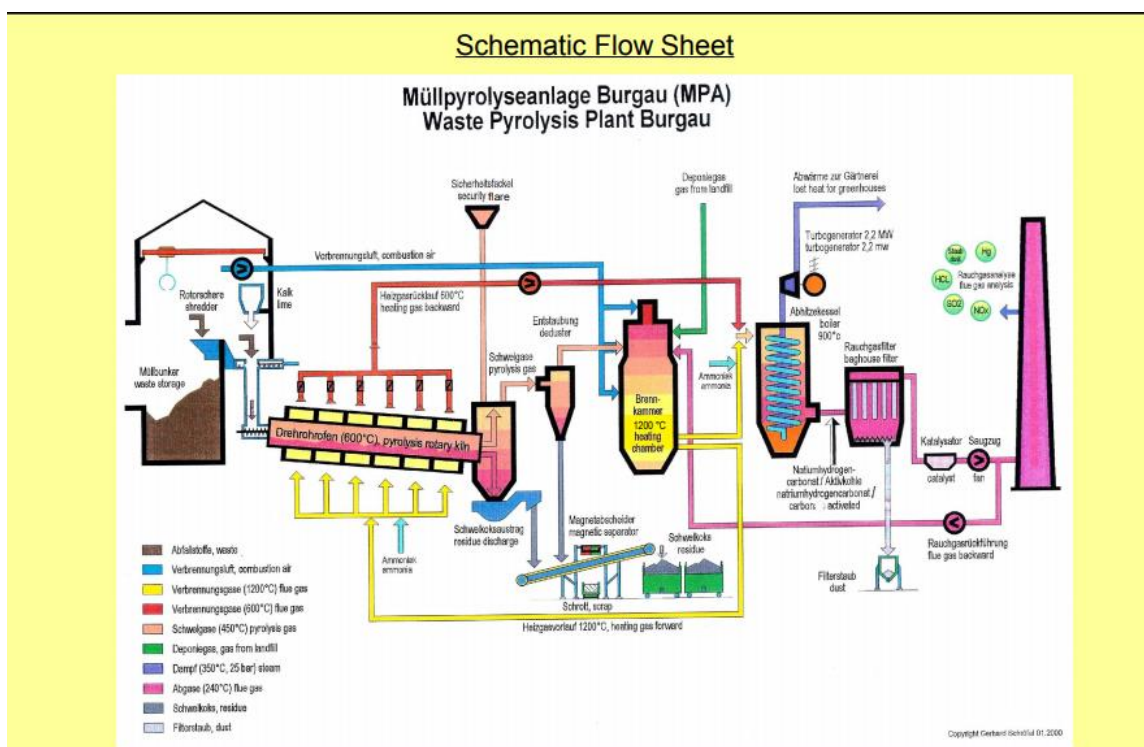 Schematic Flow Sheet
Müllpyrolyseanlage Burgau (MPA)
Waste Pyrolysis Plant Burgau
Sicherheitsfackel
security flare
Deponiegas
gas from landfill
Abwärme zur Gärtnerei
lost heat for greenhouses
Turbogenerator 2,2 MW
turbogenerator 2,2 mw
Verbrennungsluft, combustion air
Staub
Hg
HCL
SO2
NOx
Rauchgasanalyse
flue gas analysis
Rotorschere
shredder
Kalk
lime
Heizgasrücklauf 600°C
heating gas backward
Entstaubung
deduster
Abhitzekessel
boiler
Rauchgasfilter
baghouse filter
Schwelgase
pyrolysis gas
Ammoniak
ammonia
Müllbunker
waste storage
Brenn-
kammer
1200 °C
heating
chamber
Drehrohrofen (600°C), pyrolysis rotary kiln
Katalysator
catalyst
Saugzug
fan
Natiumhydrogen-
carbonat / Aktivkohle
natriumhydrogencarbonat /
Schwelkoksaustrag
residue discharge
Magnetabscheider
magnetic separator
Schwelkoks
residue
Rauchgasrückführung
flue gas backward
Ammoniak
ammonia
Filterstaub
dust
Schrott, scrap
Heizgasvorlauf 1200°C, heating gas forward
Abfallstoffe, waste
Verbrennungsluft, combustion air
Verbrennungsgase (1200°C) flue gas
Verbrennungsgase (600°C) flue gas
Schwelgase (450°C) pyrolysis gas
Deponiegas, gas from landfill
Dampf (350°C, 25 bar) steam
Abgase (240°C) flue gas
Schwelkoks, residue
Filterstaub, dust
Copyright Gerhard 01.2000